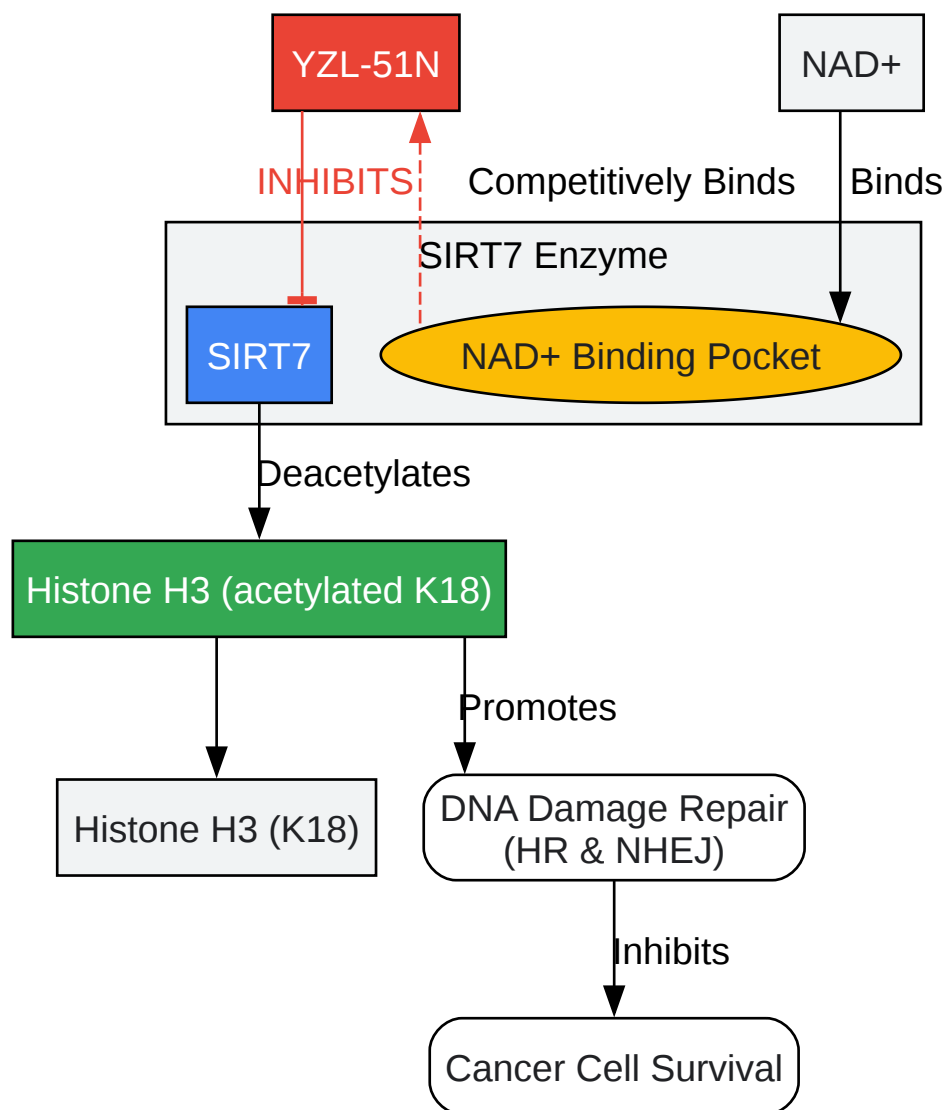 YZL-51N
NAD+
INHIBITS
Competitively Binds
Binds
SIRT7 Enzyme
SIRT7
NAD+ Binding Pocket
Deacetylates
Histone H3 (acetylated K18)
Promotes
Histone H3 (K18)
DNA Damage Repair
(HR & NHEJ)
Inhibits
Cancer Cell Survival